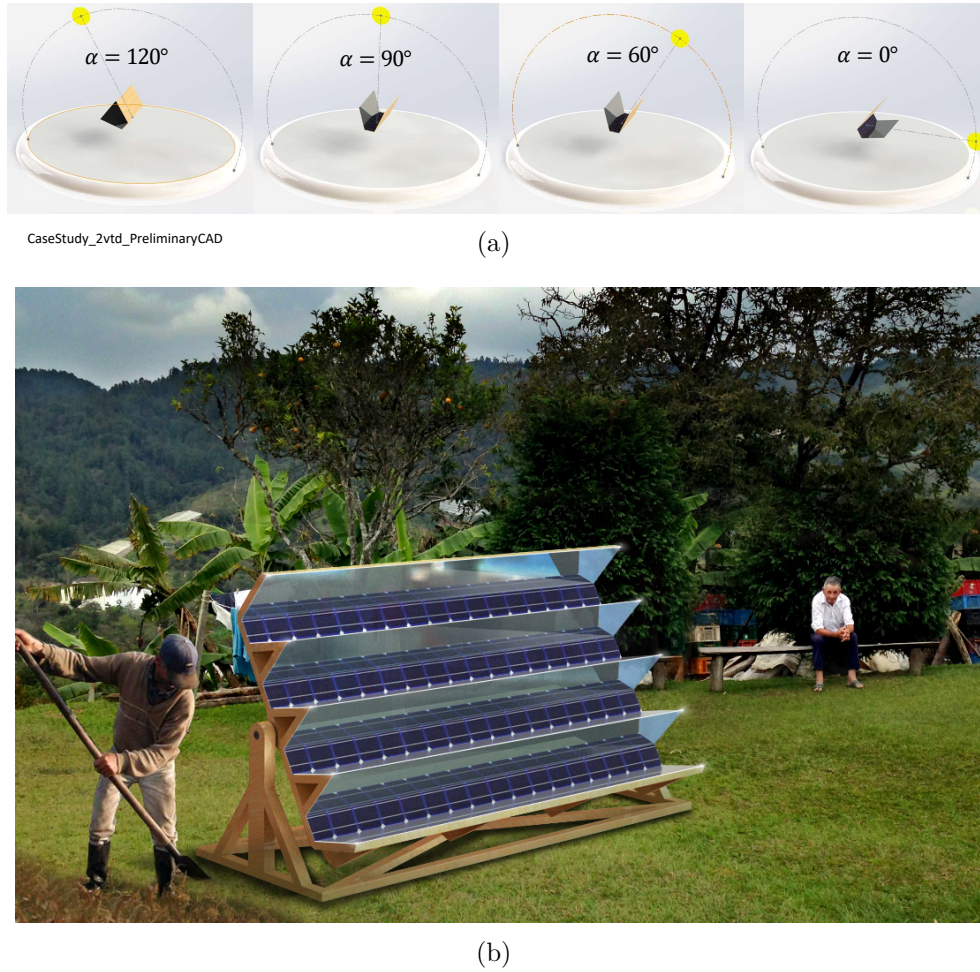 α = 120°
α = 90°
α = 60°
α = 0°
CaseStudy_2vtd_PreliminaryCAD
(a)
(b)